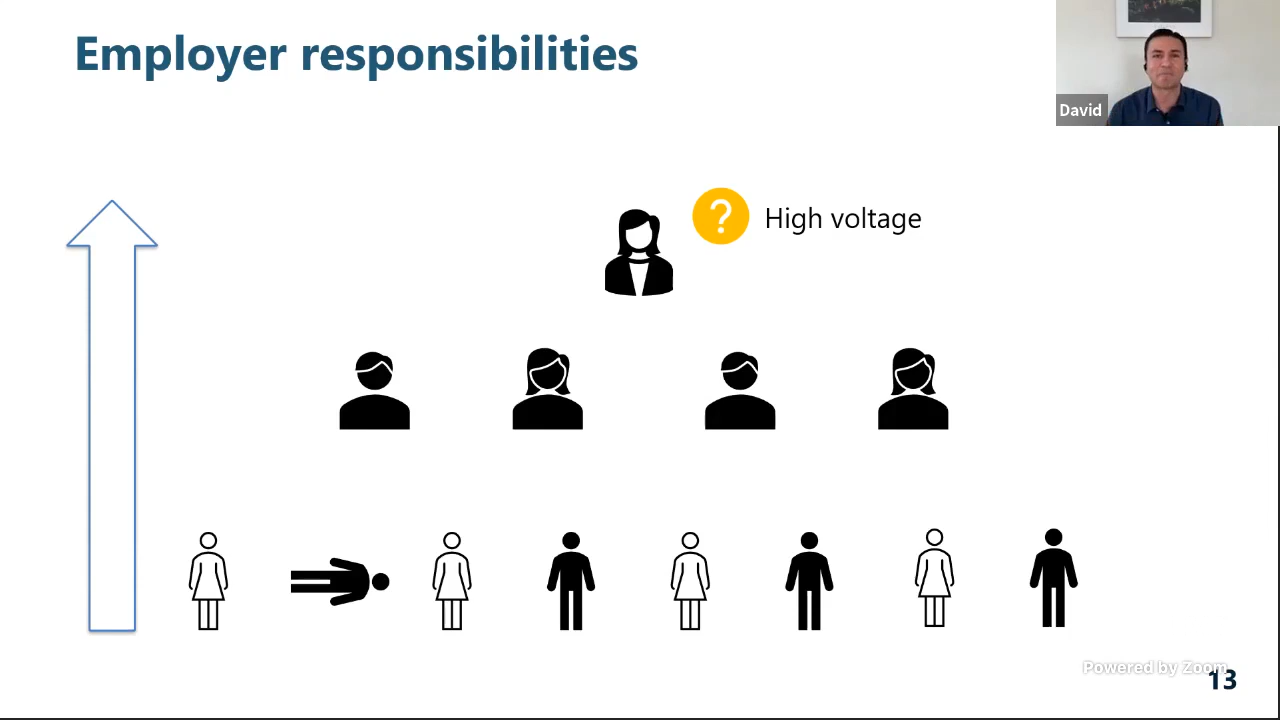 Employer responsibilities
David
?
High voltage
Powered by Zoom
13